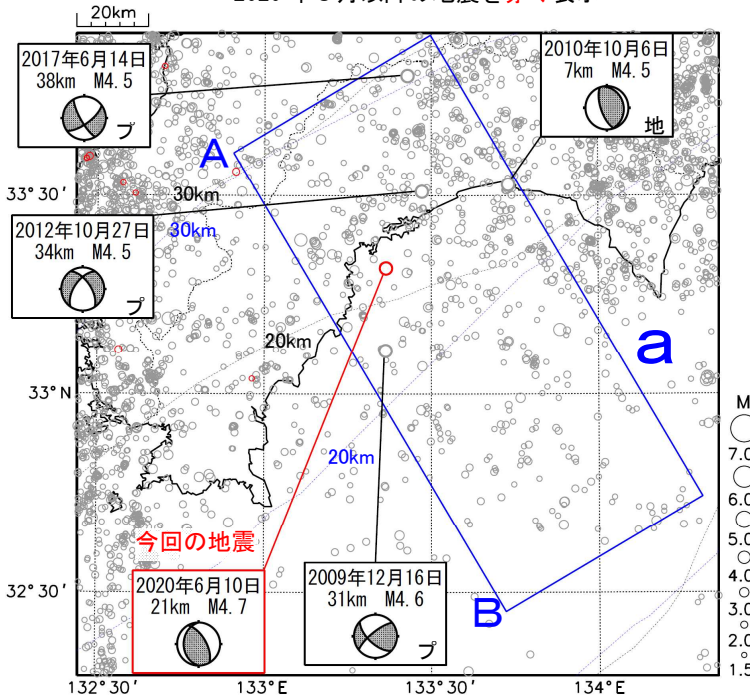 20km
2017年6月14日
38km M4.5
プ
2010年10月6日
7km M4.5
地
A
33°30′
30km
30km
2012年10月27日
34km M4.5
プ
20km
a
33°N
20km
M
7.0
6.0
5.0
4.0
3.0
2.0
1.5
今回の地震
2020年6月10日
21km M4.7
2009年12月16日
31km M4.6
プ
B
32°30′
132°30′
133°E
133°30′
134°E